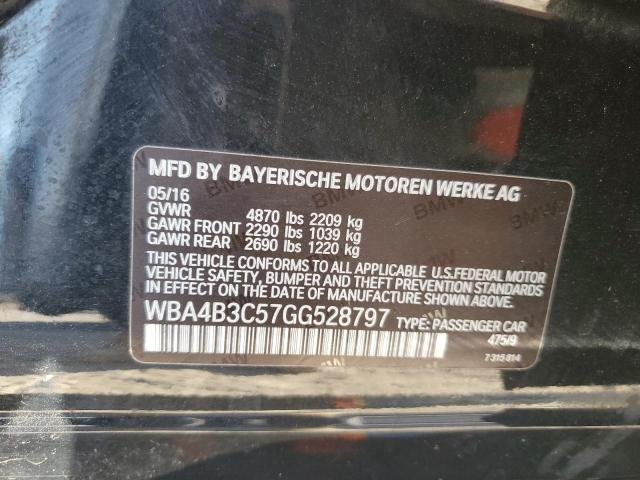 MFD BY BAYERISCHE MOTOREN WERKE AG
05/16
GVWR 4870 lbs 2209 kg
GAWR FRONT 2290 lbs 1039 kg
GAWR REAR 2690 lbs 1220 kg
THIS VEHICLE CONFORMS TO ALL APPLICABLE U.S.FEDERAL MOTOR
VEHICLE SAFETY, BUMPER AND THEFT PREVENTION STANDARDS
IN EFFECT ON THE DATE OF MANUFACTURE SHOWN ABOVE.
WBA4B3C57GG528797 TYPE: PASSENGER CAR
475/9
7 315 814